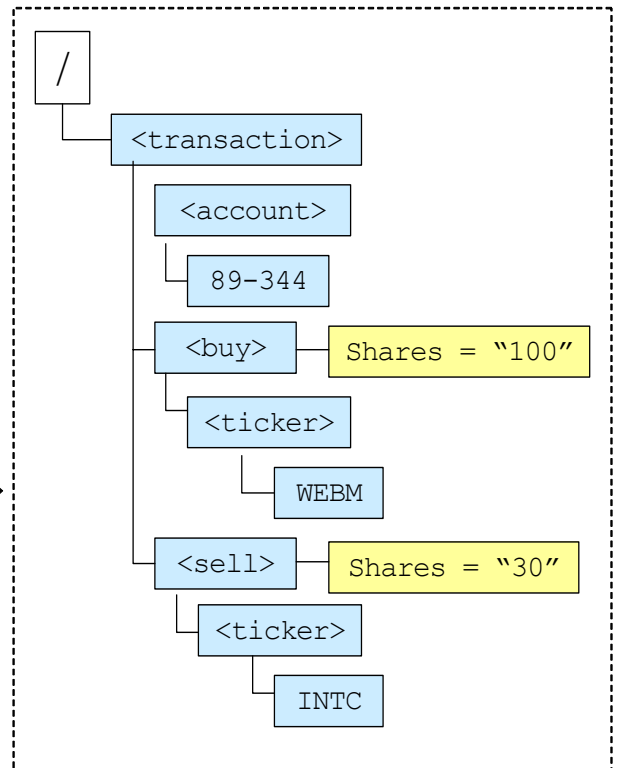 /
<transaction>
<account>
89-344
<buy>
Shares = “100”
<ticker>
WEBM
<sell>
Shares = “30”
<ticker>
INTC